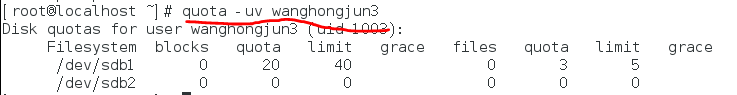 [root@localhost ~]# quota -uv wanghongjun3
Disk quotas for user wanghongjun3 (uid 1003):
     Filesystem  blocks   quota   limit   grace   files   quota   limit   grace
      /dev/sdb1       0      20      40               0       3       5
      /dev/sdb2       0       0       0               0       0       0